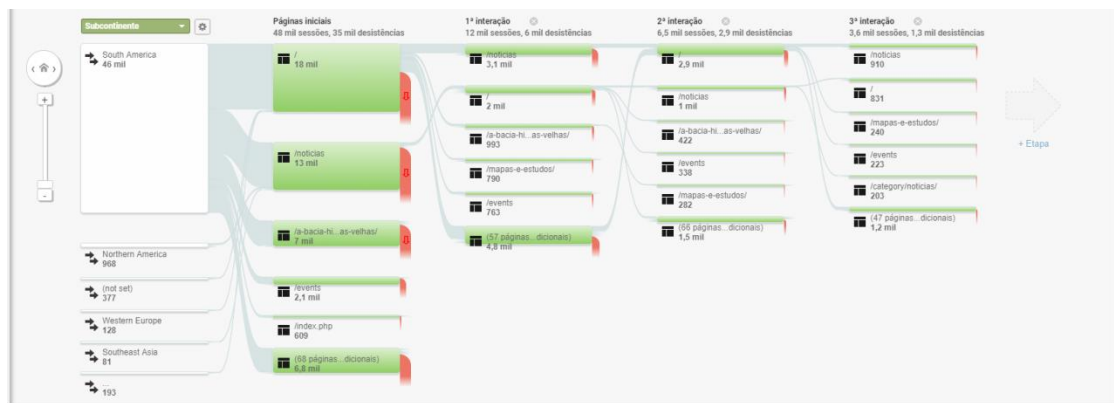 Subcontinente
South America
46 mil
Northern America
968
(not set)
377
Western Europe
128
Southeast Asia
81
...
193
Páginas iniciais
48 mil sessões, 35 mil desistências
/
18 mil
/noticias
13 mil
/a-bacia-hi...as-velhas/
7 mil
/events
2,1 mil
/index.php
609
(68 páginas...dicionais)
6,8 mil
1ª interação
12 mil sessões, 6 mil desistências
/noticias
3,1 mil
/
2 mil
/a-bacia-hi...as-velhas/
993
/mapas-e-estudos/
790
/events
763
(57 páginas...dicionais)
4,8 mil
2ª interação
6,5 mil sessões, 2,9 mil desistências
/
2,9 mil
/noticias
1 mil
/a-bacia-hi...as-velhas/
422
/events
338
/mapas-e-estudos/
282
(66 páginas...dicionais)
1,5 mil
3ª interação
3,6 mil sessões, 1,3 mil desistências
/noticias
910
/
831
/mapas-e-estudos/
240
/events
223
/category/noticias/
203
(47 páginas...dicionais)
1,2 mil
+ Etapa